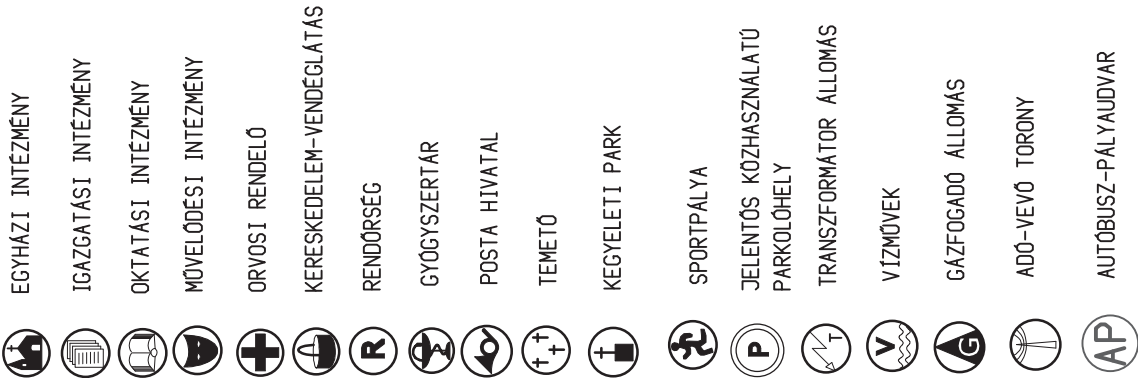 EGYHÁZI INTÉZMÉNY
IGAZGATÁSI INTÉZMÉNY
OKTATÁSI INTÉZMÉNY
MŰVELŐDÉSI INTÉZMÉNY
ORVOSI RENDELŐ
KERESKEDELEM-VENDÉGLÁTÁS
R RENDŐRSÉG
GYÓGYSZERTÁR
POSTA HIVATAL
TEMETŐ
KEGYELETI PARK
SPORTPÁLYA
P JELENTŐS KÖZHASZNÁLATÚ
PARKOLÓHELY
T TRANSZFORMÁTOR ÁLLOMÁS
V VÍZMŰVEK
G GÁZFOGADÓ ÁLLOMÁS
ADÓ-VEVŐ TORONY
AP AUTÓBUSZ-PÁLYAUDVAR